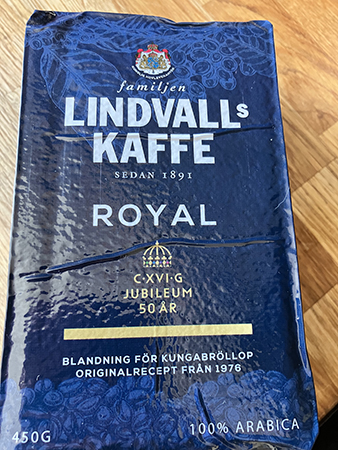 familjen
LINDVALLS
KAFFE
SEDAN 1891
ROYAL
C·XVI·G
JUBILEUM
50 ÅR
BLANDNING FÖR KUNGABRÖLLOP
ORIGINALRECEPT FRÅN 1976
450G 100% ARABICA